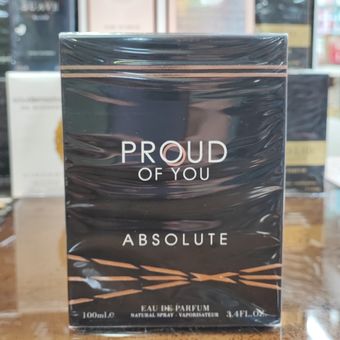 PROUD
OF YOU
ABSOLUTE
EAU DE PARFUM
100ml.e NATURAL SPRAY - VAPORISATEUR 3.4FL.OZ